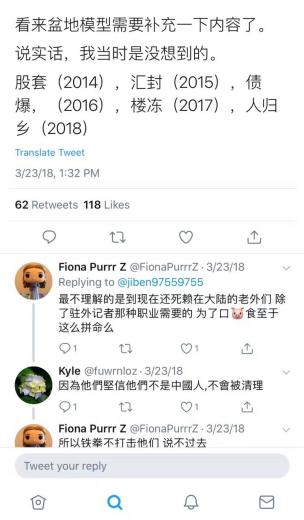 看来盆地模型需要补充一下内容了。
说实话，我当时是没想到的。
股套（2014），汇封（2015），债
爆，（2016），楼冻（2017），人归
乡（2018）
Translate Tweet
3/23/18, 1:32 PM
62 Retweets 118 Likes
Fiona Purrr Z @FionaPurrrZ · 3/23/18
Replying to @jiben97559755
最不理解的是到现在还死赖在大陆的老外们 除
了驻外记者那种职业需要的 为了口🐷食至于
这么拼命么
1 1
Kyle @fuwrnloz · 3/23/18
因為他們堅信他們不是中國人,不會被清理
1 1
Fiona Purrr Z @FionaPurrrZ · 3/23/18
所以铁拳不打击他们 说不过去
Tweet your reply